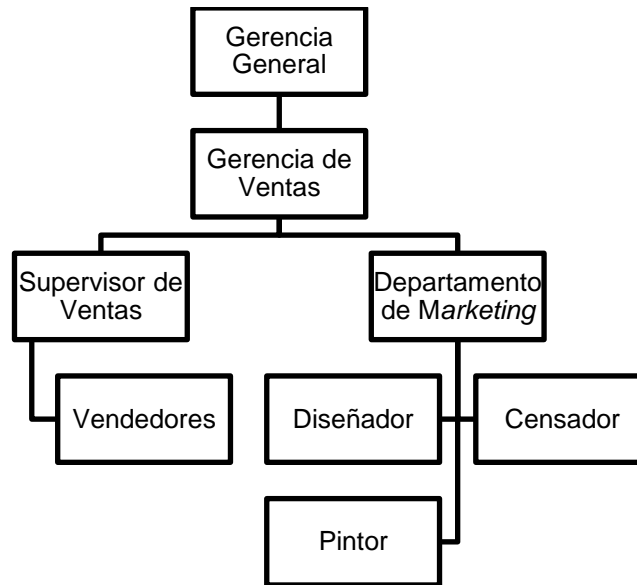 Gerencia
General
Gerencia de
Ventas
Supervisor de
Ventas
Departamento
de Marketing
Vendedores
Diseñador
Censador
Pintor